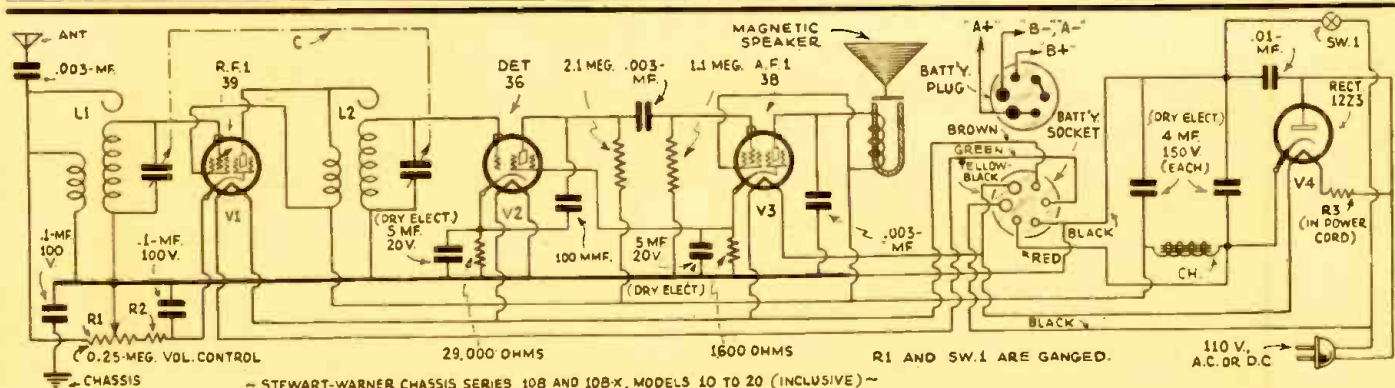 ANT
.003-MF.
L1
R.F.1
39
C
L2
V1
.1-MF.
100 V.
.1-MF.
100V.
R1
R2
0.25-MEG. VOL. CONTROL
CHASSIS
DET
36
2.1 MEG.
.003-
MF.
1.1 MEG.
A.F.1
38
V2
(DRY ELECT.)
5 MF.
20 V.
100 MMF.
5 MF.
20V.
(DRY ELECT)
V3
.003-
MF
29,000 OHMS
1600 OHMS
MAGNETIC
SPEAKER
"A+"
"B-,"A-"
"B+"
BATT'Y.
PLUG
BATT'Y.
SOCKET
BROWN
GREEN
YELLOW-
BLACK
RED
BLACK
BLACK
SW.1
.01-
MF.
RECT.
12Z3
(DRY ELECT)
4 MF.
150 V.
(EACH)
V4
R3
(IN POWER
CORD)
CH.
110 V.,
A.C. OR D.C
R1 AND SW.1 ARE GANGED.
~ STEWART-WARNER CHASSIS SERIES 108 AND 108-X, MODELS 10 TO 20 (INCLUSIVE) ~